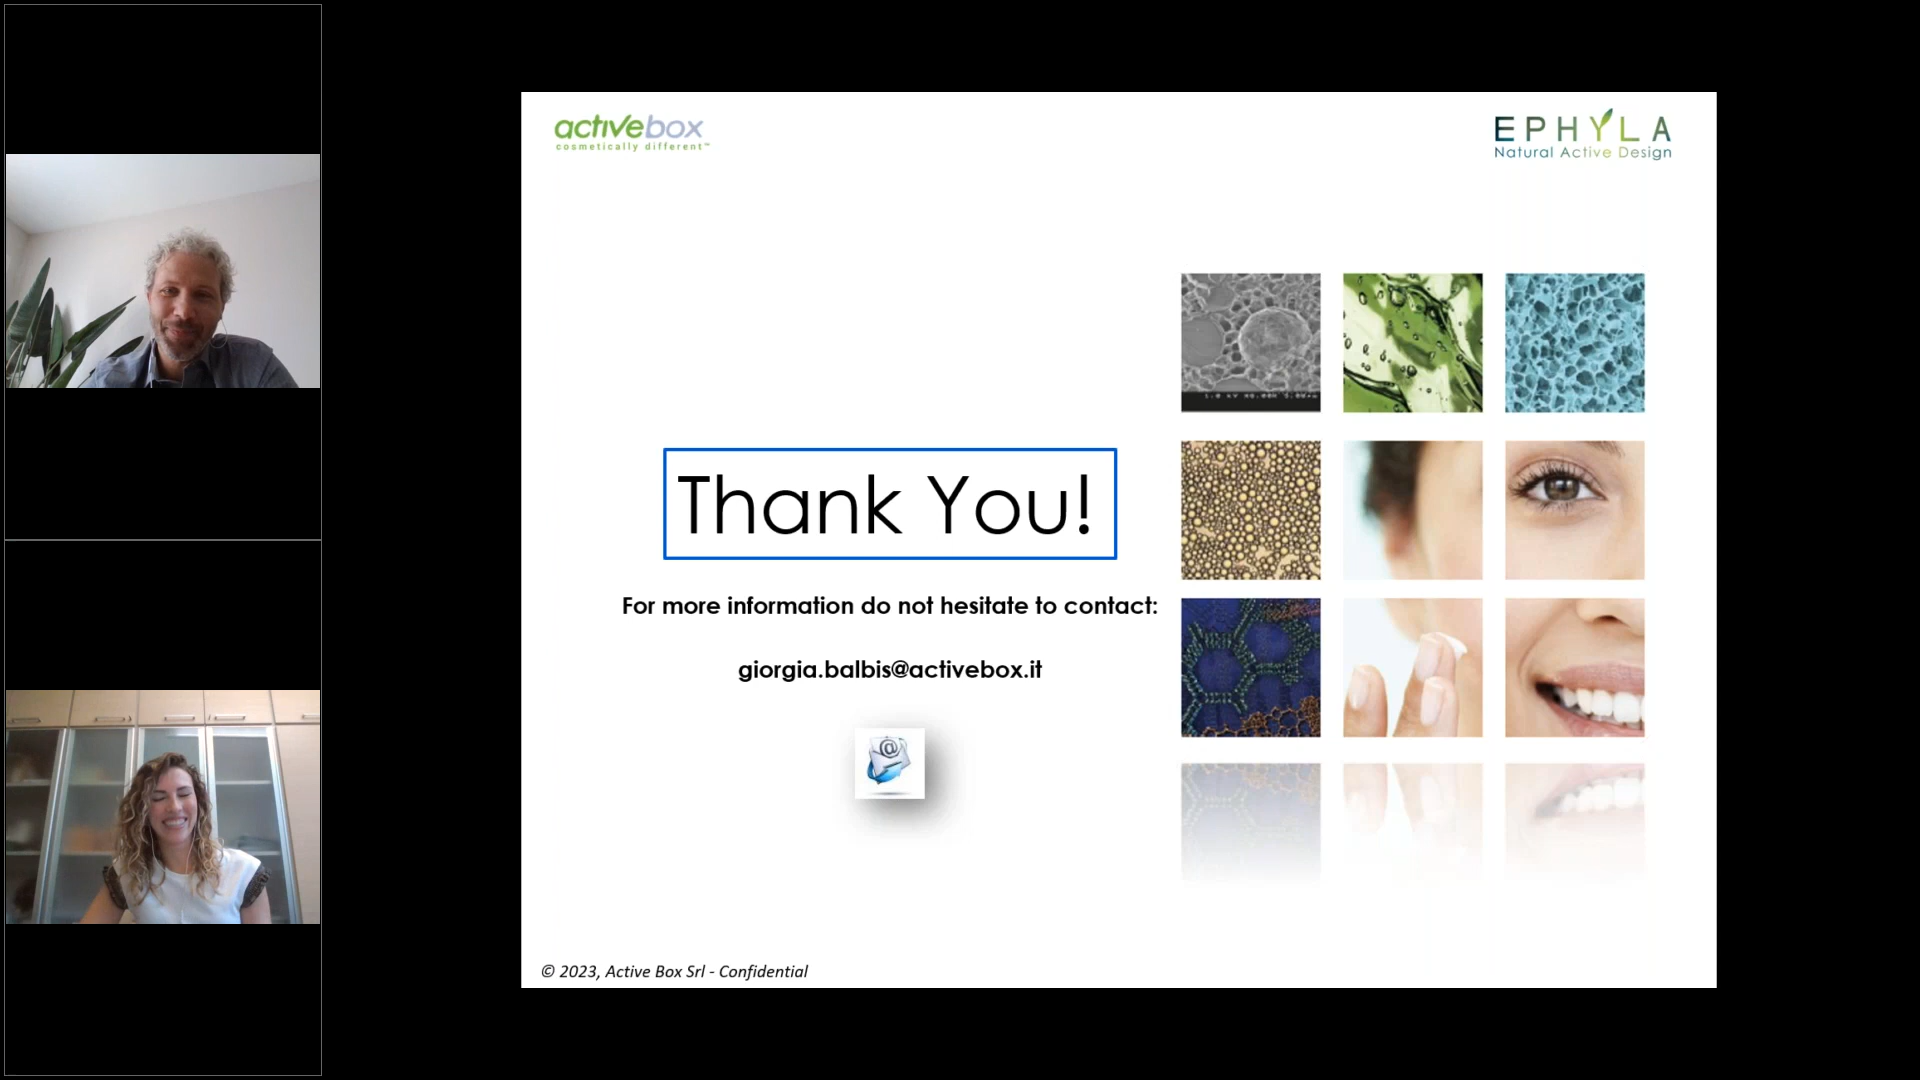 activebox
cosmetically different™
EPHYLA
Natural Active Design
Thank You!
For more information do not hesitate to contact:
giorgia.balbis@activebox.it
@
© 2023, Active Box Srl - Confidential